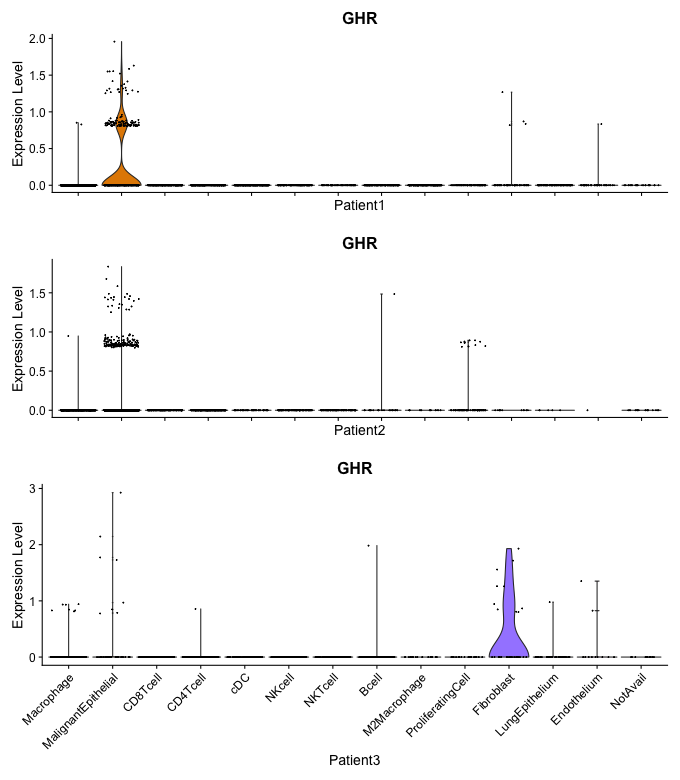 GHR
Expression Level
2.0
1.5
1.0
0.5
0.0
Patient1
GHR
Expression Level
1.5
1.0
0.5
0.0
Patient2
GHR
Expression Level
3
2
1
0
Macrophage
MalignantEpithelial
CD8Tcell
CD4Tcell
cDC
NKcell
NKTcell
Bcell
M2Macrophage
ProliferatingCell
Fibroblast
LungEpithelium
Endothelium
NotAvail
Patient3